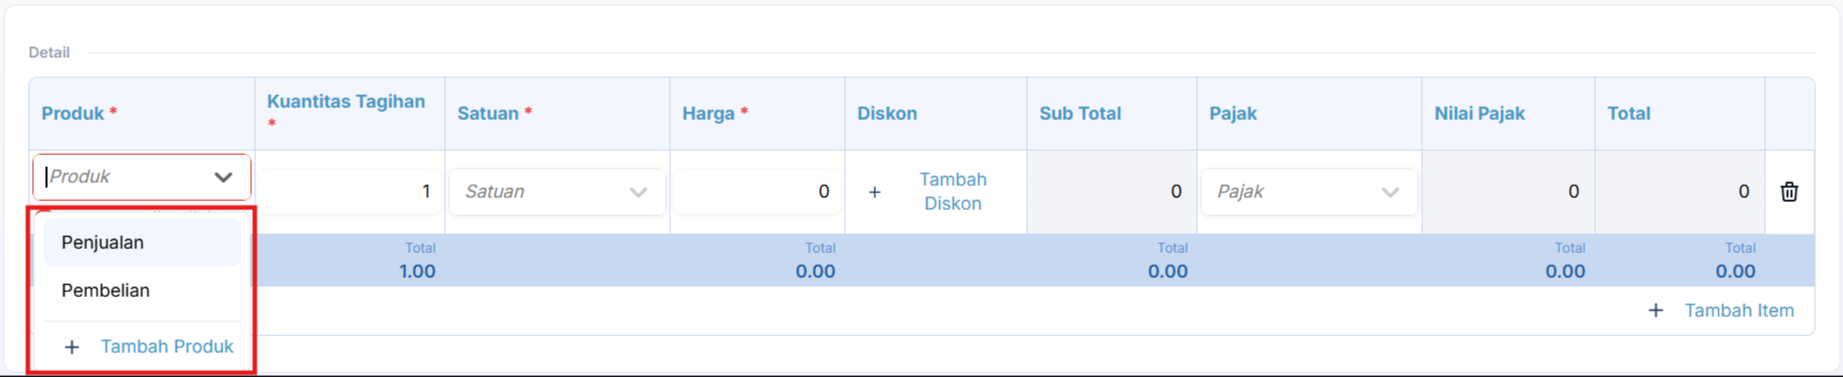 Detail
Produk *
Kuantitas Tagihan
*
Satuan *
Harga *
Diskon
Sub Total
Pajak
Nilai Pajak
Total
Produk
1
Satuan
0
+ Tambah
Diskon
0
Pajak
0
0
Penjualan
Pembelian
+ Tambah Produk
Total
1.00
Total
0.00
Total
0.00
Total
0.00
Total
0.00
+ Tambah Item